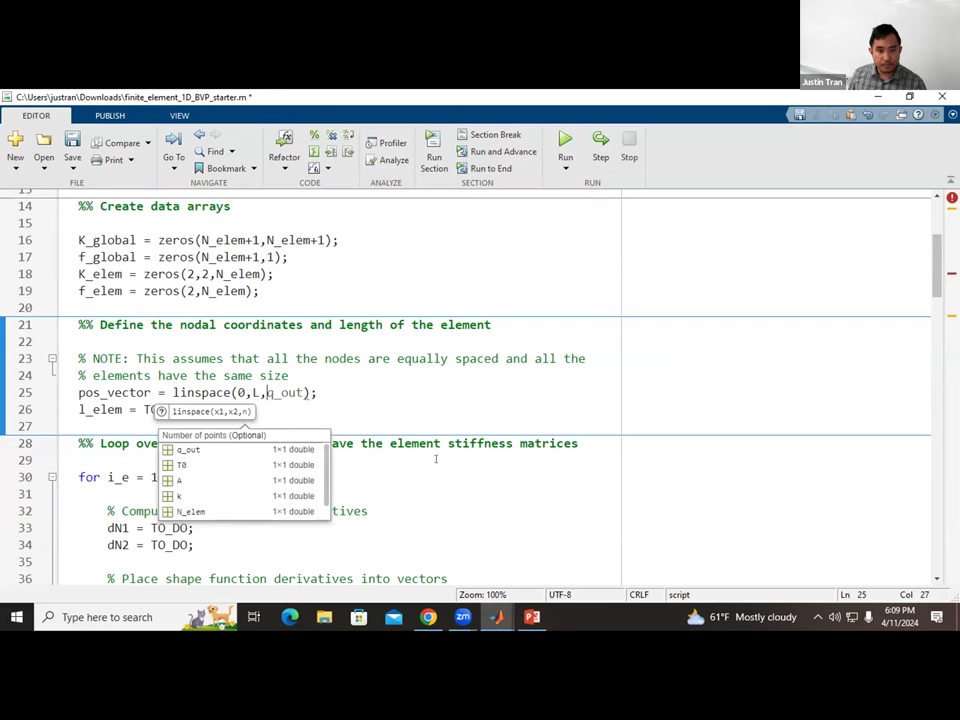 Justin Tran
C:\Users\justran\Downloads\finite_element_1D_BVP_starter.m *
EDITOR PUBLISH VIEW
New Open Save Compare Print Go To Find Bookmark Refactor Profiler Analyze Run Section Section Break Run and Advance Run to End Run Step Stop
FILE NAVIGATE CODE ANALYZE SECTION RUN
14 %% Create data arrays
15
16 K_global = zeros(N_elem+1,N_elem+1);
17 f_global = zeros(N_elem+1,1);
18 K_elem = zeros(2,2,N_elem);
19 f_elem = zeros(2,N_elem);
20
21 %% Define the nodal coordinates and length of the element
22
23 % NOTE: This assumes that all the nodes are equally spaced and all the
24 % elements have the same size
25 pos_vector = linspace(0,L,q_out);
26 l_elem = TO
linspace(x1,x2,n)
27
Number of points (Optional)
28 %% Loop ove ave the element stiffness matrices
q_out 1×1 double
29
T0 1×1 double
30 for i_e = 1
A 1×1 double
31
k 1×1 double
32 % Compu tives
N_elem 1×1 double
33 dN1 = TO_DO;
34 dN2 = TO_DO;
35
36 % Place shape function derivatives into vectors
Zoom: 100% UTF-8 CRLF script Ln 25 Col 27
Type here to search
61°F Mostly cloudy
6:09 PM
4/11/2024